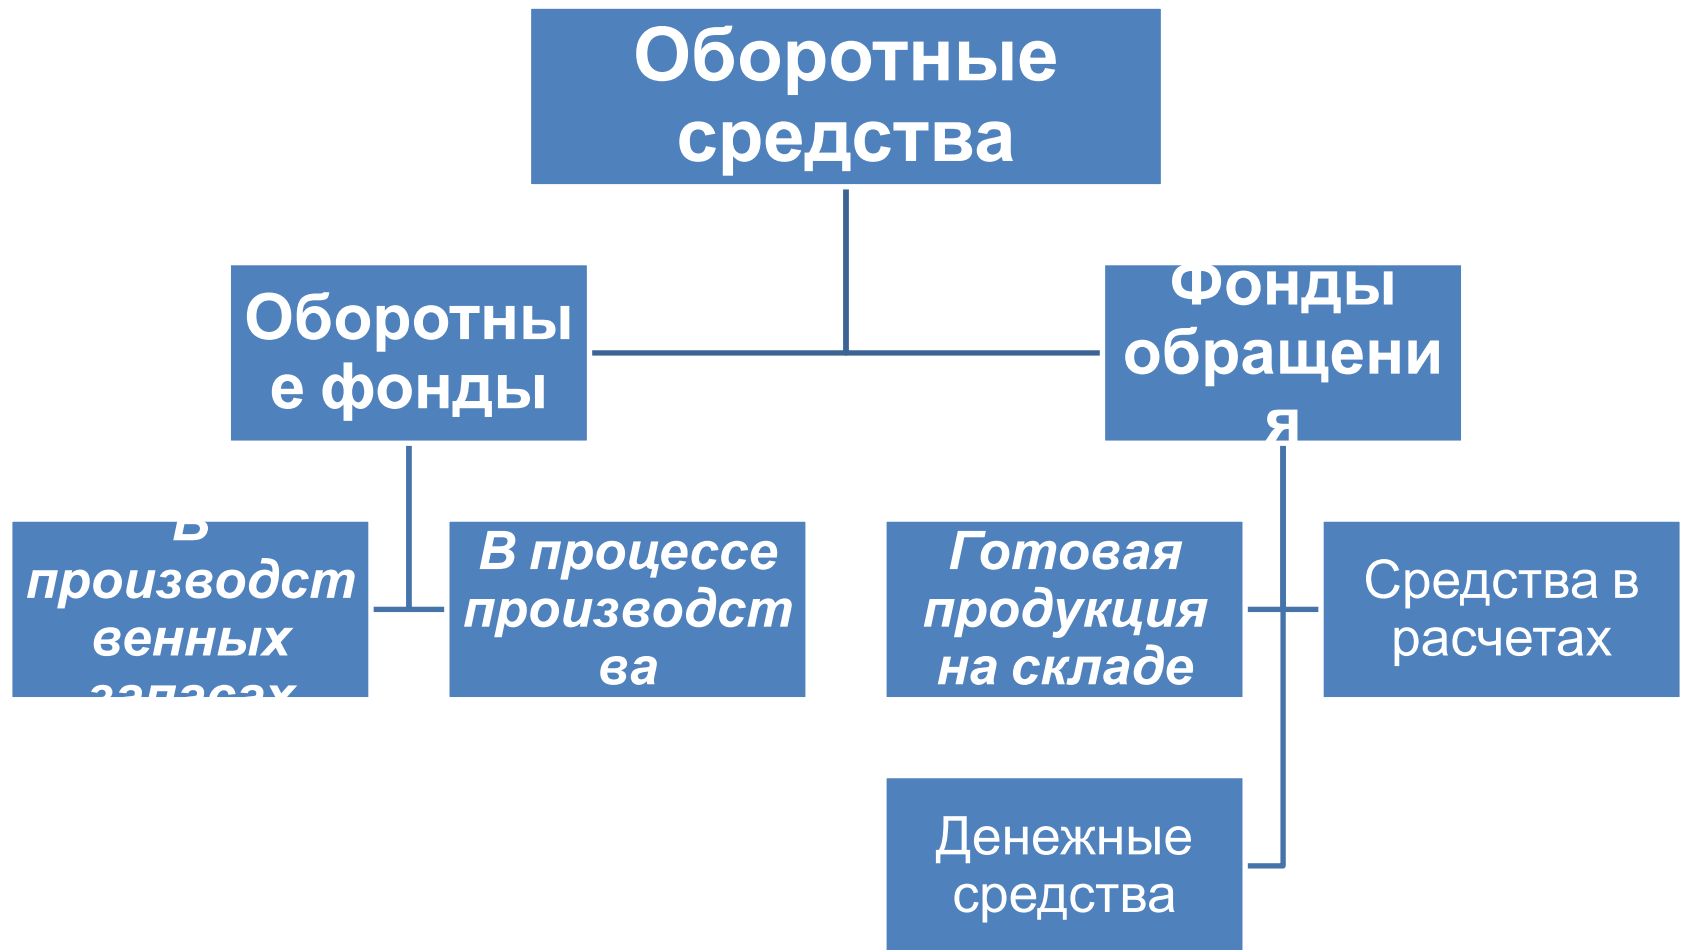 Оборотные
средства
Оборотны
е фонды
Фонды
обращени
я
В
производст
венных
запасах
В процессе
производст
ва
Готовая
продукция
на складе
Средства в
расчетах
Денежные
средства